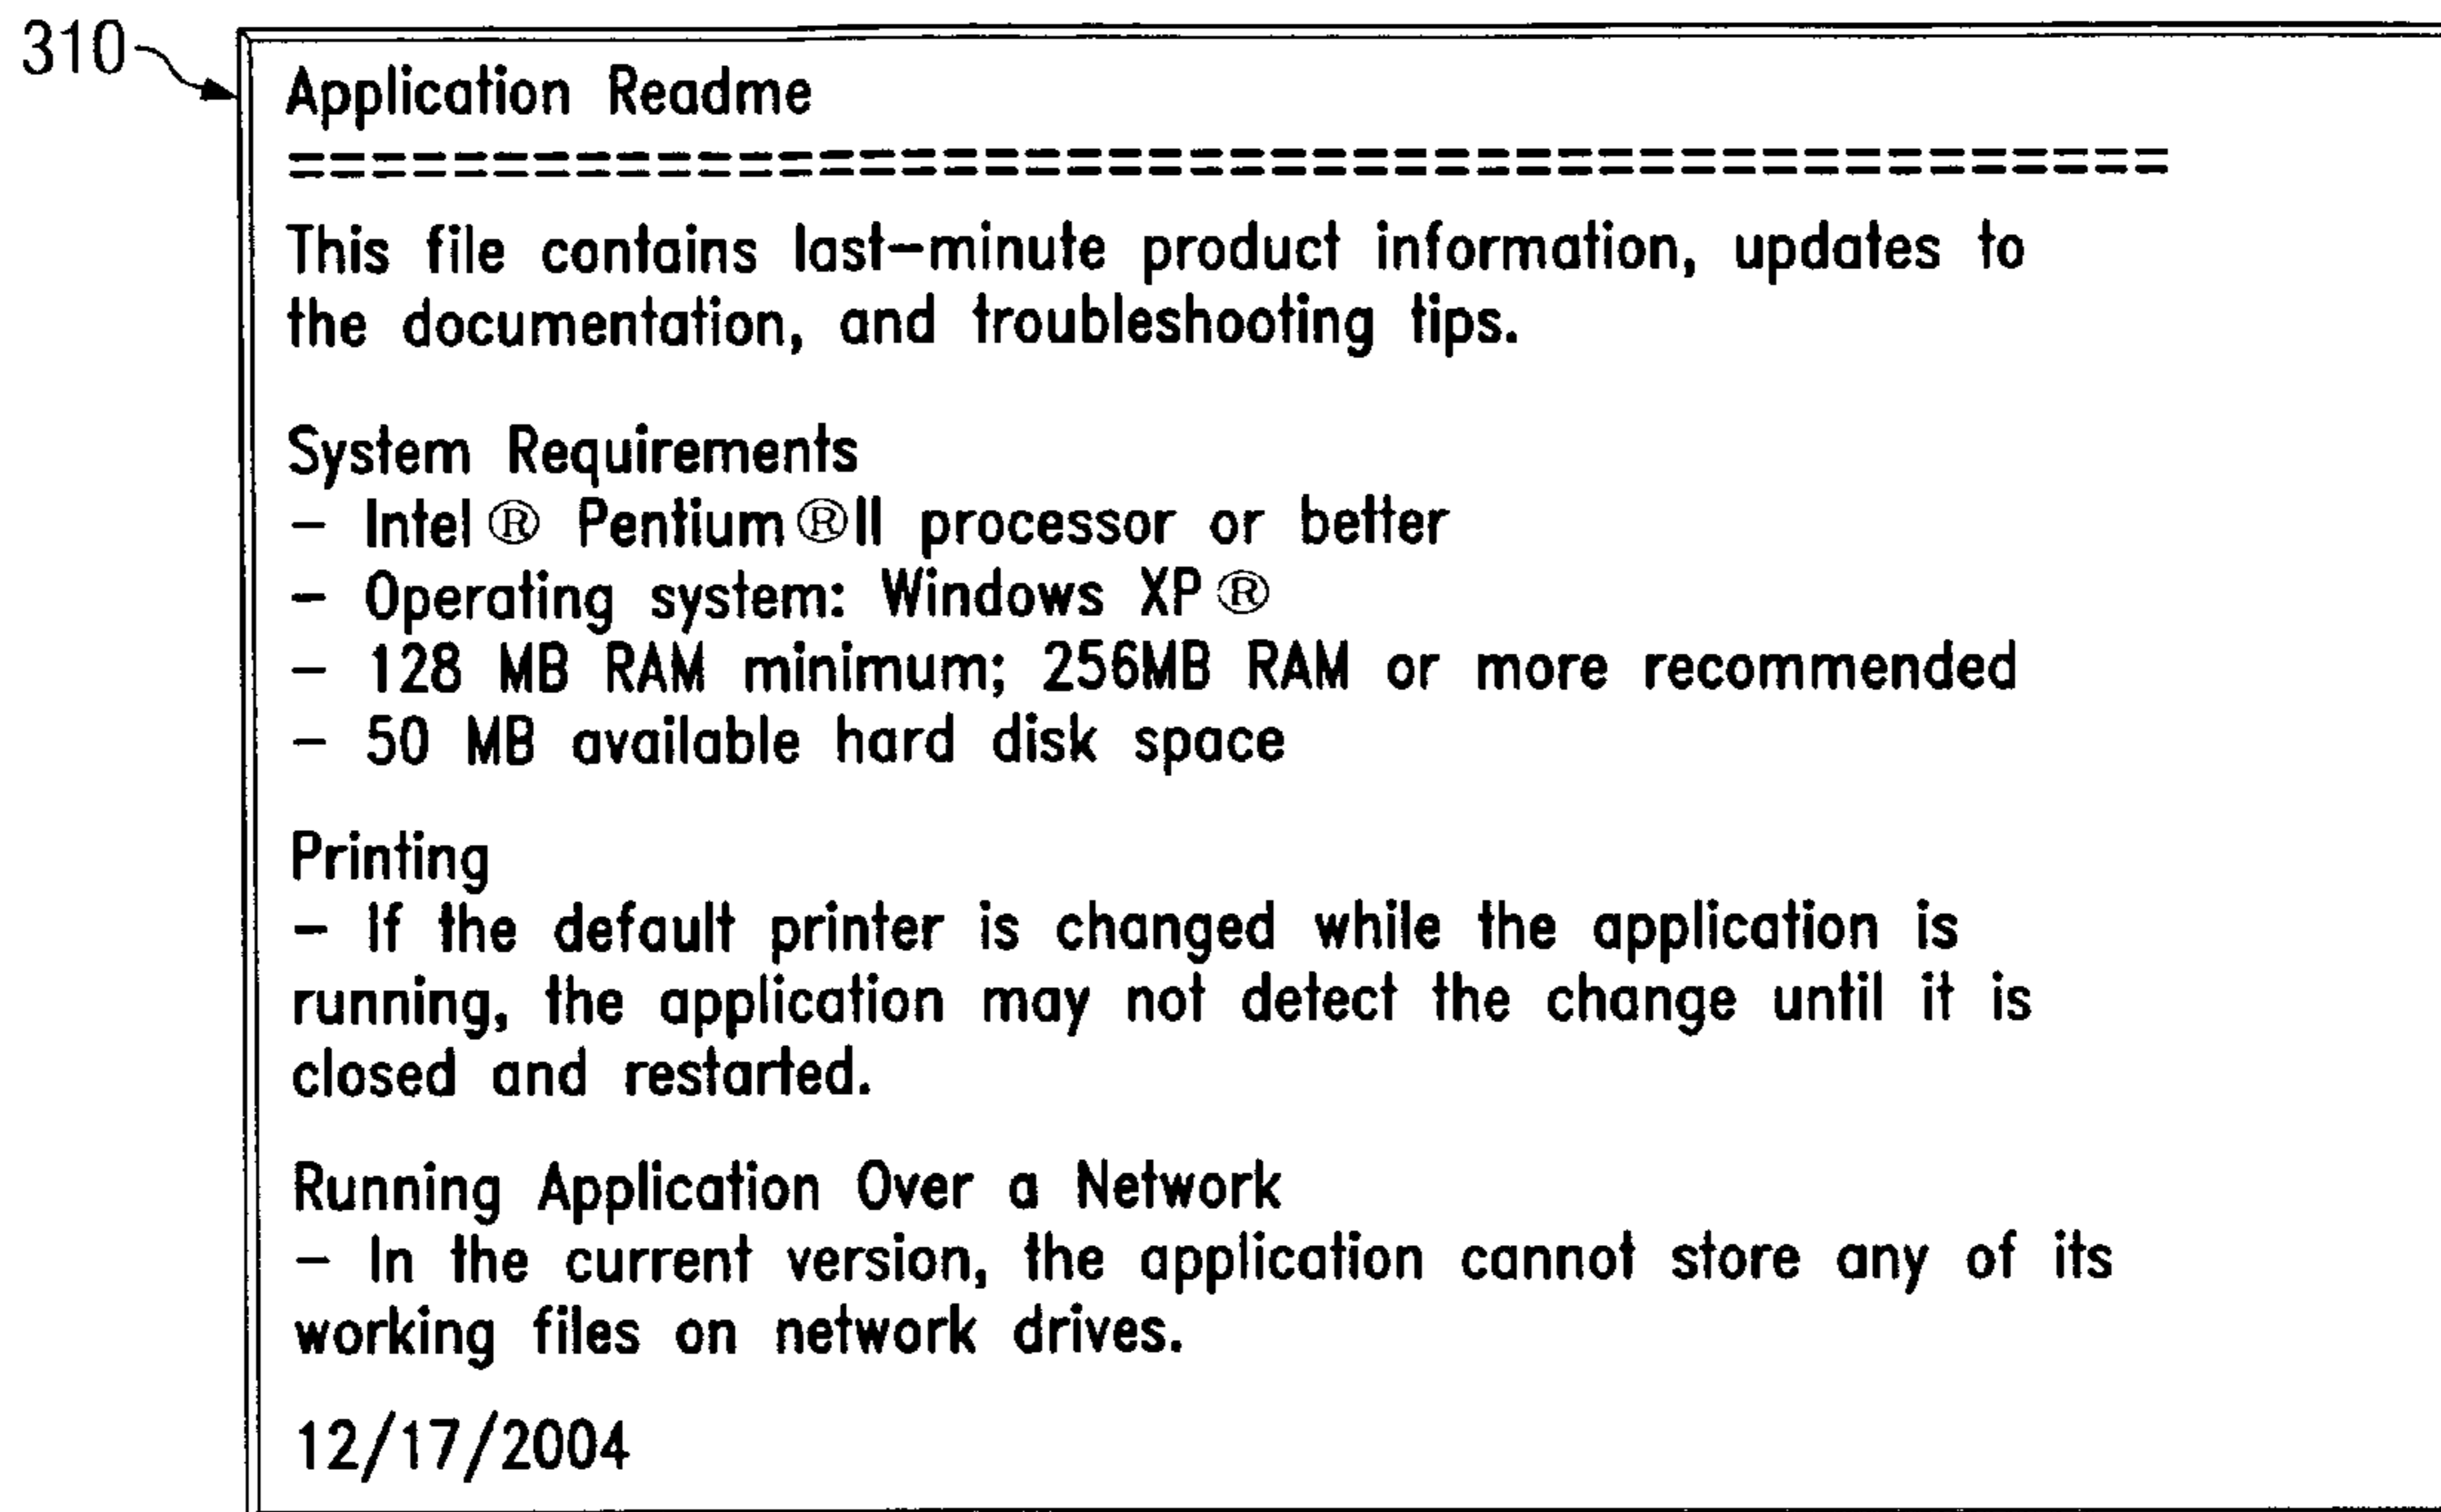 310
Application Readme
==============================================
This file contains last-minute product information, updates to
the documentation, and troubleshooting tips.
System Requirements
- Intel® Pentium®II processor or better
- Operating system: Windows XP®
- 128 MB RAM minimum; 256MB RAM or more recommended
- 50 MB available hard disk space
Printing
- If the default printer is changed while the application is
running, the application may not detect the change until it is
closed and restarted.
Running Application Over a Network
- In the current version, the application cannot store any of its
working files on network drives.
12/17/2004